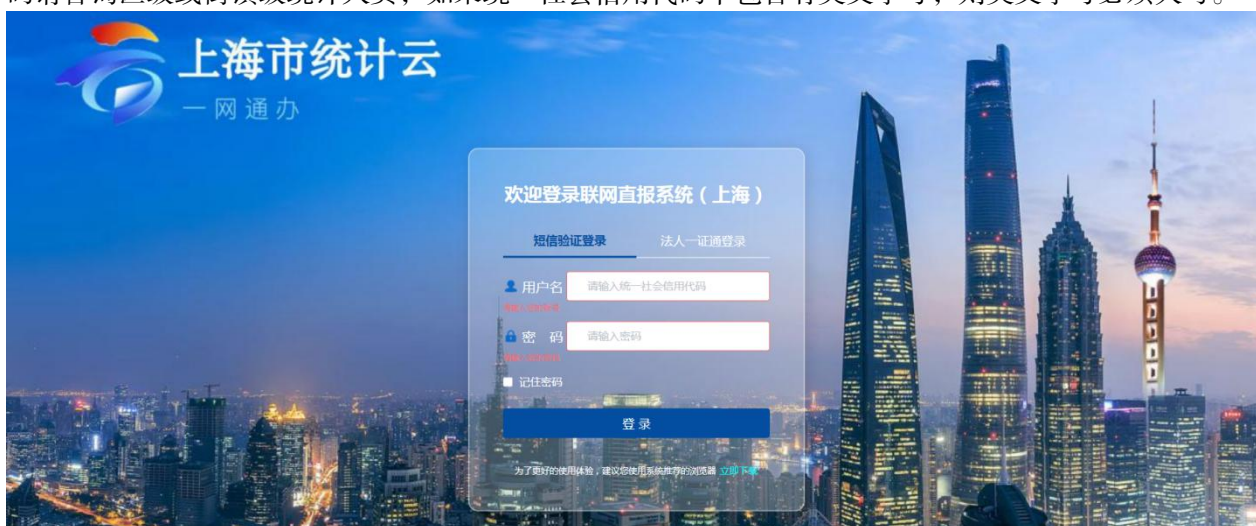 上海市统计云
一网通办
欢迎登录联网直报系统（上海）
短信验证登录 法人一证通登录
用户名 请输入统一社会信用代码
密 码 请输入密码
记住密码
登录
为了更好的使用体验，建议您使用系统推荐的浏览器 立即下载